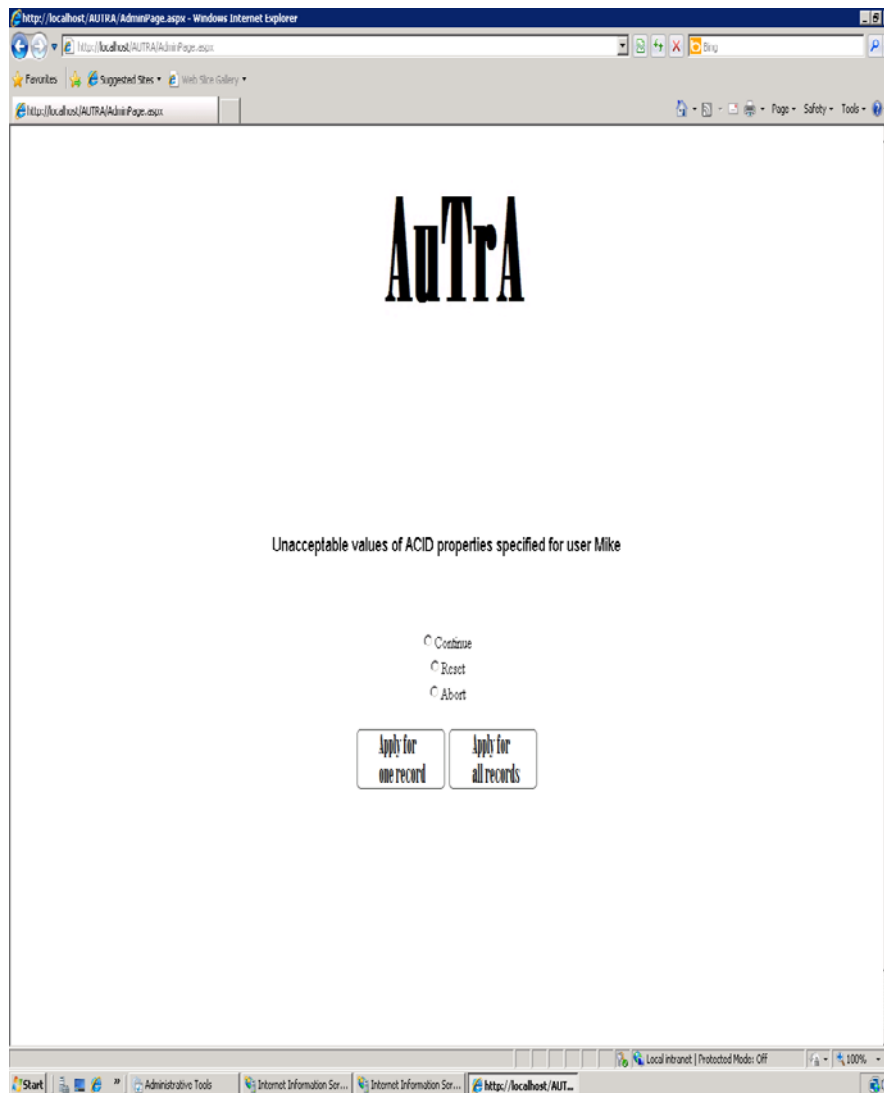 http://localhost/AUTRA/AdminPage.aspx - Windows Internet Explorer
http://localhost/AUTRA/AdminPage.aspx
Bing
Favorites Suggested Sites Web Slice Gallery
http://localhost/AUTRA/AdminPage.aspx
Page Safety Tools
AuTrA
Unacceptable values of ACID properties specified for user Mike
Continue
Reset
Abort
Apply for
one record
Apply for
all records
Local intranet | Protected Mode: Off
100%
Start
»
Administrative Tools
Internet Information Ser...
Internet Information Ser...
http://localhost/AUT...